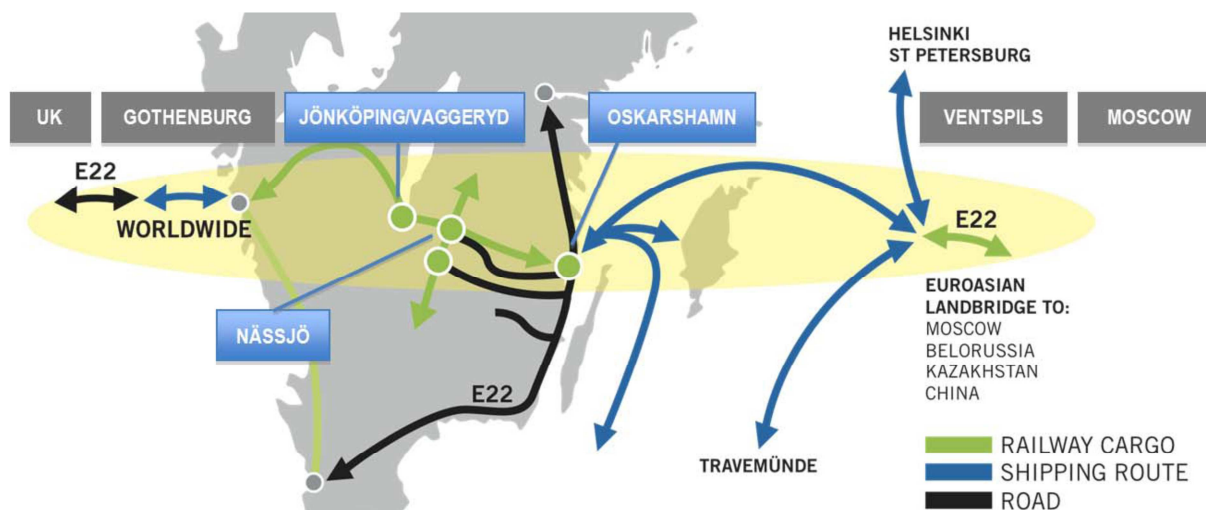 HELSINKI
ST PETERSBURG
UK
GOTHENBURG
JÖNKÖPING/VAGGERYD
OSKARSHAMN
VENTSPILS
MOSCOW
E22
WORLDWIDE
E22
EUROASIAN
LANDBRIDGE TO:
MOSCOW
BELORUSSIA
KAZAKHSTAN
CHINA
NÄSSJÖ
E22
TRAVEMÜNDE
RAILWAY CARGO
SHIPPING ROUTE
ROAD